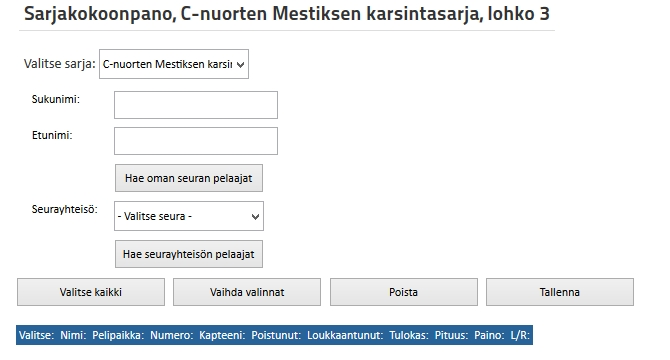 Sarjakokoonpano, C-nuorten Mestiksen karsintasarja, lohko 3
Valitse sarja: C-nuorten Mestiksen karsin
Sukunimi:
Etunimi:
Hae oman seuran pelaajat
Seurayhteisö: - Valitse seura -
Hae seurayhteisön pelaajat
Valitse kaikki Vaihda valinnat Poista Tallenna
Valitse: Nimi: Pelipaikka: Numero: Kapteeni: Poistunut: Loukkaantunut: Tulokas: Pituus: Paino: L/R: